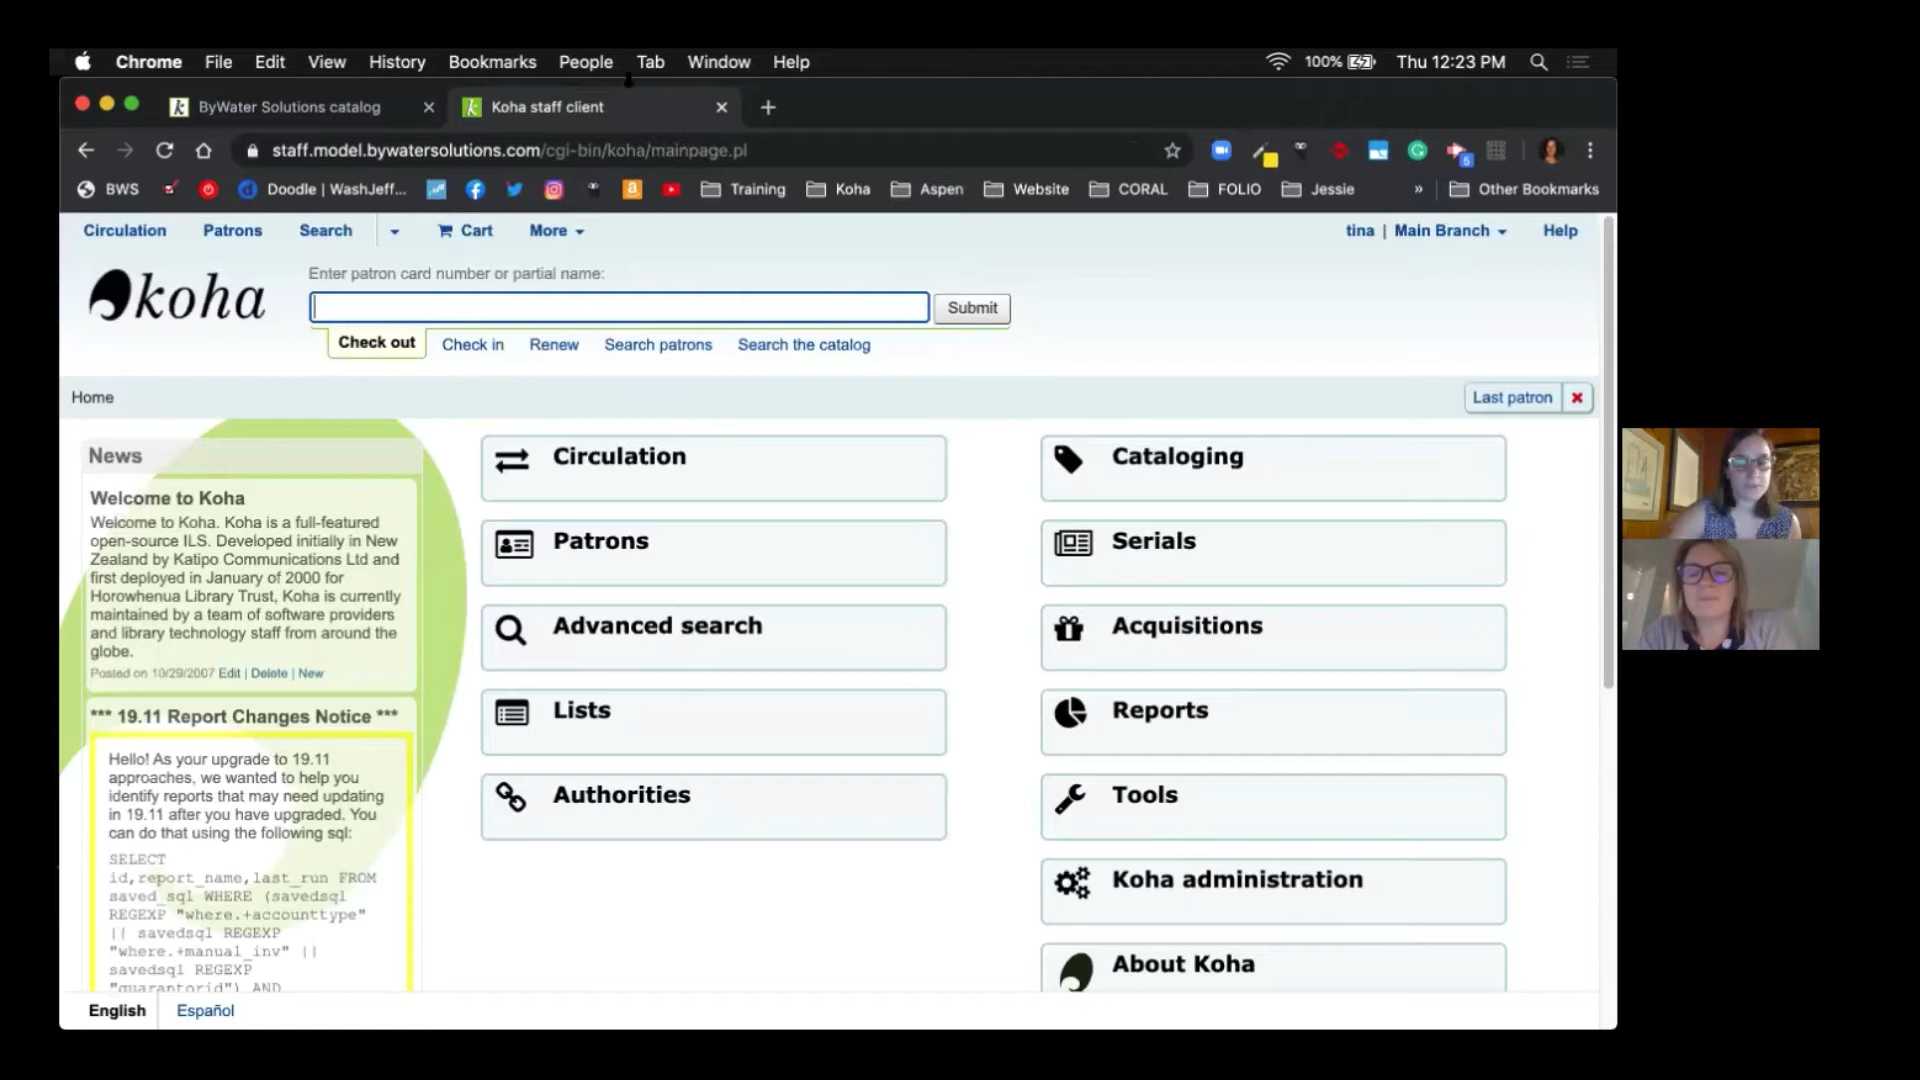 Chrome File Edit View History Bookmarks People Tab Window Help 100% Thu 12:23 PM
ByWater Solutions catalog Koha staff client
staff.model.bywatersolutions.com/cgi-bin/koha/mainpage.pl
BWS Doodle | WashJeff... Training Koha Aspen Website CORAL FOLIO Jessie » Other Bookmarks
Circulation Patrons Search Cart More tina | Main Branch Help
koha
Enter patron card number or partial name:
Submit
Check out Check in Renew Search patrons Search the catalog
Home Last patron
News
Welcome to Koha
Welcome to Koha. Koha is a full-featured
open-source ILS. Developed initially in New
Zealand by Katipo Communications Ltd and
first deployed in January of 2000 for
Horowhenua Library Trust, Koha is currently
maintained by a team of software providers
and library technology staff from around the
globe.
Posted on 10/29/2007 Edit | Delete | New
*** 19.11 Report Changes Notice ***
Hello! As your upgrade to 19.11
approaches, we wanted to help you
identify reports that may need updating
in 19.11 after you have upgraded. You
can do that using the following sql:
SELECT
id,report_name,last_run FROM
saved_sql WHERE (savedsql
REGEXP "where.+accounttype"
|| savedsql REGEXP
"where.+manual_inv" ||
savedsql REGEXP
"guarantorid") AND
Circulation
Patrons
Advanced search
Lists
Authorities
Cataloging
Serials
Acquisitions
Reports
Tools
Koha administration
About Koha
English Español